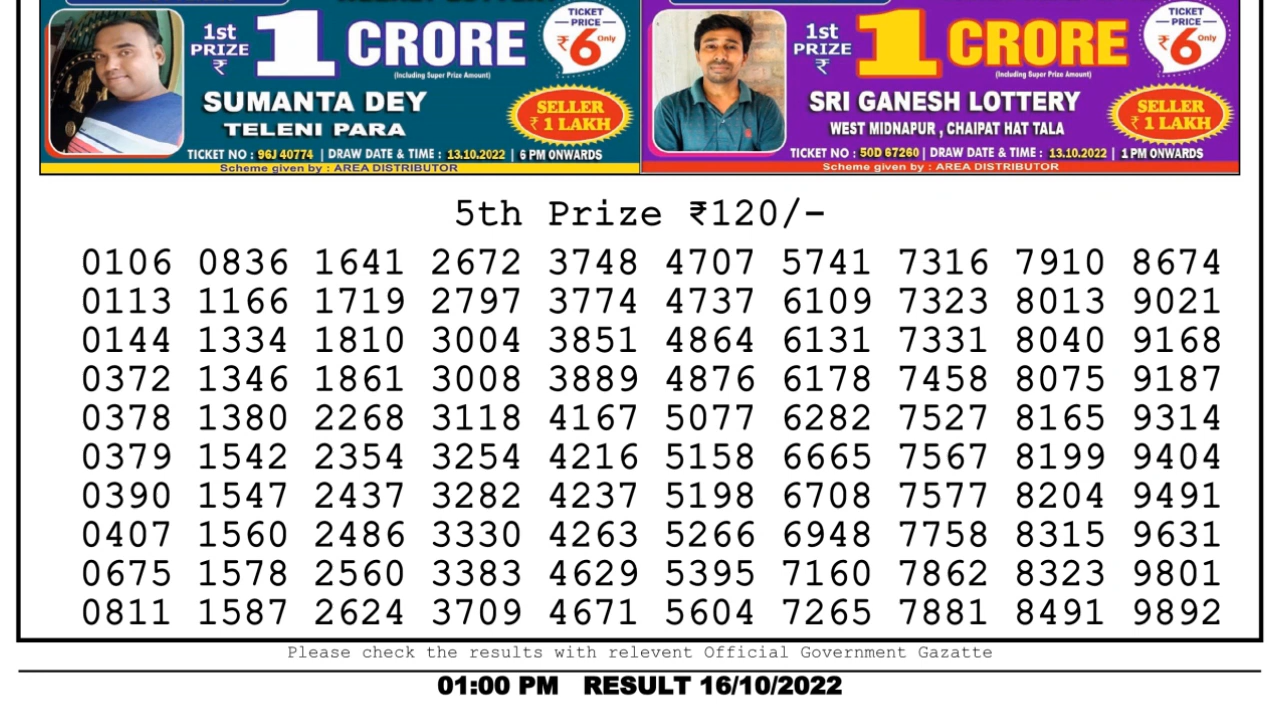 1st PRIZE ₹ 1 CRORE
(Including Super Prize Amount)
TICKET PRICE ₹6 Only
SUMANTA DEY
TELENI PARA
SELLER ₹ 1 LAKH
TICKET NO : 96J 40774 | DRAW DATE & TIME : 13.10.2022 | 6 PM ONWARDS
Scheme given by : AREA DISTRIBUTOR
1st PRIZE ₹ 1 CRORE
(Including Super Prize Amount)
TICKET PRICE ₹6 Only
SRI GANESH LOTTERY
WEST MIDNAPUR , CHAIPAT HAT TALA
SELLER ₹ 1 LAKH
TICKET NO : 50D 67260 | DRAW DATE & TIME : 13.10.2022 | 1 PM ONWARDS
Scheme given by : AREA DISTRIBUTOR
5th Prize ₹120/-
0106 0836 1641 2672 3748 4707 5741 7316 7910 8674
0113 1166 1719 2797 3774 4737 6109 7323 8013 9021
0144 1334 1810 3004 3851 4864 6131 7331 8040 9168
0372 1346 1861 3008 3889 4876 6178 7458 8075 9187
0378 1380 2268 3118 4167 5077 6282 7527 8165 9314
0379 1542 2354 3254 4216 5158 6665 7567 8199 9404
0390 1547 2437 3282 4237 5198 6708 7577 8204 9491
0407 1560 2486 3330 4263 5266 6948 7758 8315 9631
0675 1578 2560 3383 4629 5395 7160 7862 8323 9801
0811 1587 2624 3709 4671 5604 7265 7881 8491 9892
Please check the results with relevent Official Government Gazatte
01:00 PM RESULT 16/10/2022